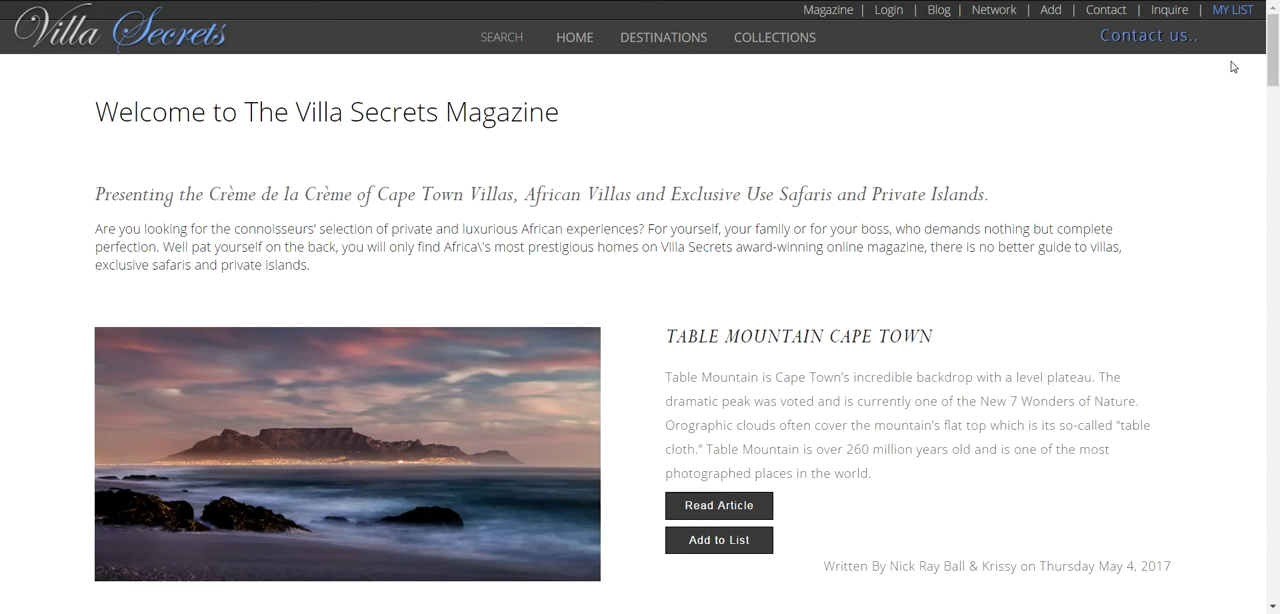 Villa Secrets
Magazine | Login | Blog | Network | Add | Contact | Inquire | MY LIST
SEARCH HOME DESTINATIONS COLLECTIONS
Contact us..
Welcome to The Villa Secrets Magazine
Presenting the Crème de la Crème of Cape Town Villas, African Villas and Exclusive Use Safaris and Private Islands.
Are you looking for the connoisseurs’ selection of private and luxurious African experiences? For yourself, your family or for your boss, who demands nothing but complete
perfection. Well pat yourself on the back, you will only find Africa\'s most prestigious homes on Villa Secrets award-winning online magazine, there is no better guide to villas,
exclusive safaris and private islands.
TABLE MOUNTAIN CAPE TOWN
Table Mountain is Cape Town’s incredible backdrop with a level plateau. The
dramatic peak was voted and is currently one of the New 7 Wonders of Nature.
Orographic clouds often cover the mountain’s flat top which is its so-called “table
cloth.” Table Mountain is over 260 million years old and is one of the most
photographed places in the world.
Read Article
Add to List
Written By Nick Ray Ball & Krissy on Thursday May 4, 2017